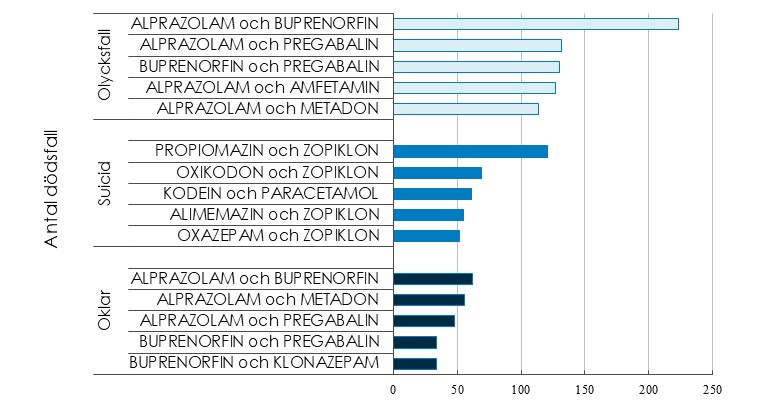 Antal dödsfall
Olycksfall
ALPRAZOLAM och BUPRENORFIN
ALPRAZOLAM och PREGABALIN
BUPRENORFIN och PREGABALIN
ALPRAZOLAM och AMFETAMIN
ALPRAZOLAM och METADON
Suicid
PROPIOMAZIN och ZOPIKLON
OXIKODON och ZOPIKLON
KODEIN och PARACETAMOL
ALIMEMAZIN och ZOPIKLON
OXAZEPAM och ZOPIKLON
Oklar
ALPRAZOLAM och BUPRENORFIN
ALPRAZOLAM och METADON
ALPRAZOLAM och PREGABALIN
BUPRENORFIN och PREGABALIN
BUPRENORFIN och KLONAZEPAM
0 50 100 150 200 250